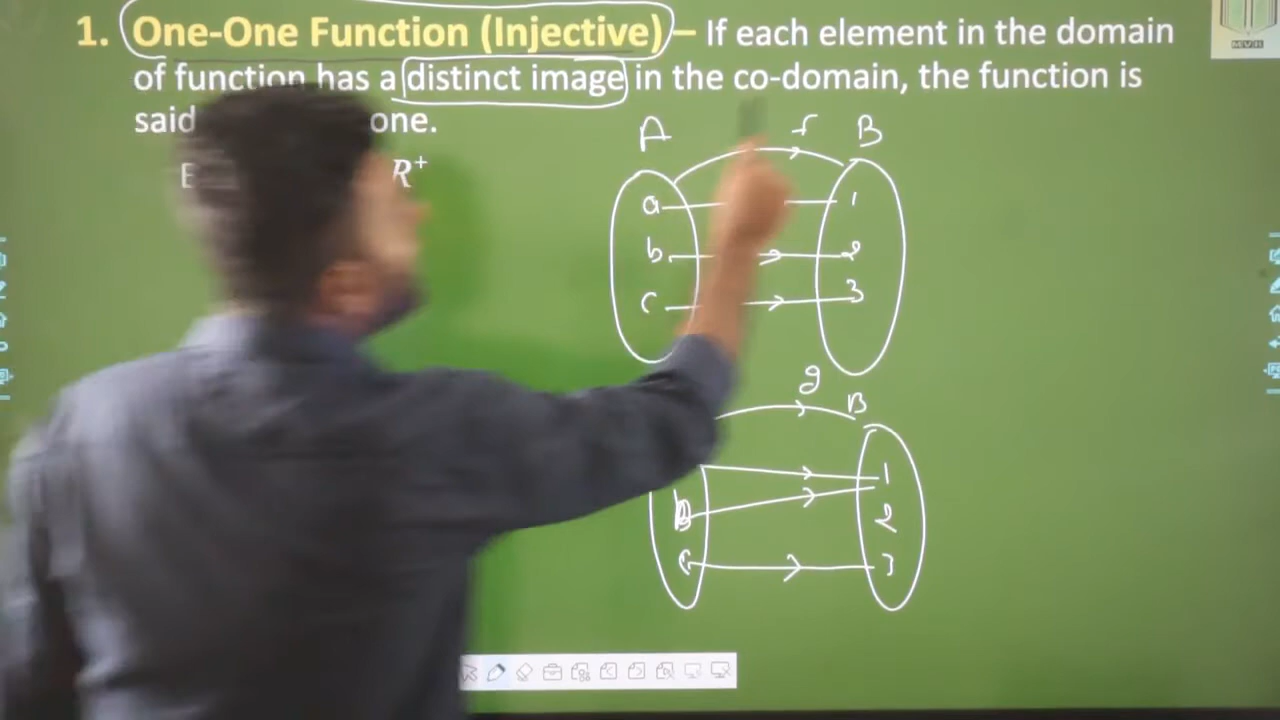 1. One-One Function (Injective) – If each element in the domain
of function has a distinct image in the co-domain, the function is
said one.
R⁺
A f B
a 1
b 2
c 3
g B
1
b 2
c 3